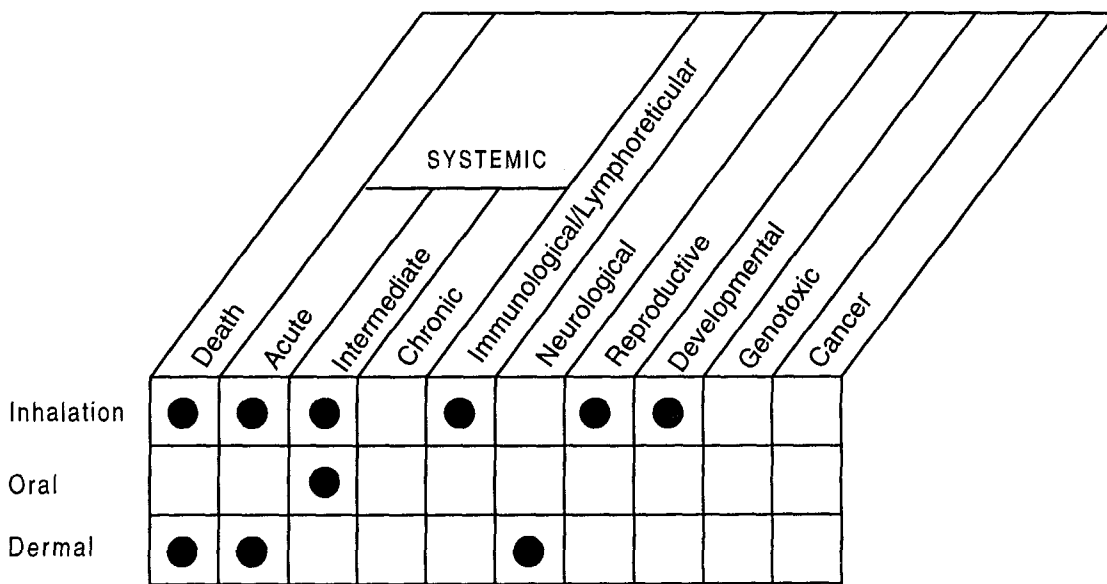 SYSTEMIC
Death
Acute
Intermediate
Chronic
Immunological/Lymphoreticular
Neurological
Reproductive
Developmental
Genotoxic
Cancer
Inhalation
Oral
Dermal